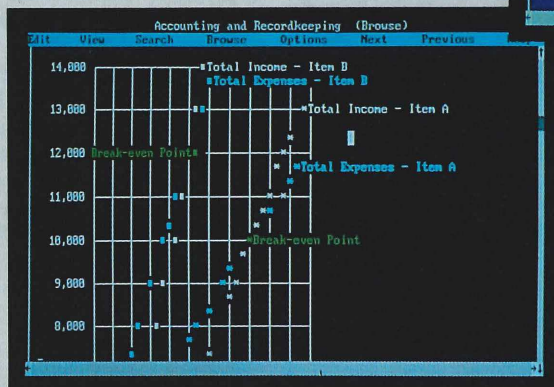 Accounting and Recordkeeping (Browse)
Edit View Search Browse Options Next Previous
14,000 Total Income - Item B
Total Expenses - Item B
13,000 Total Income - Item A
12,000 Break-even Point
Total Expenses - Item A
11,000
10,000 Break-even Point
9,000
8,000